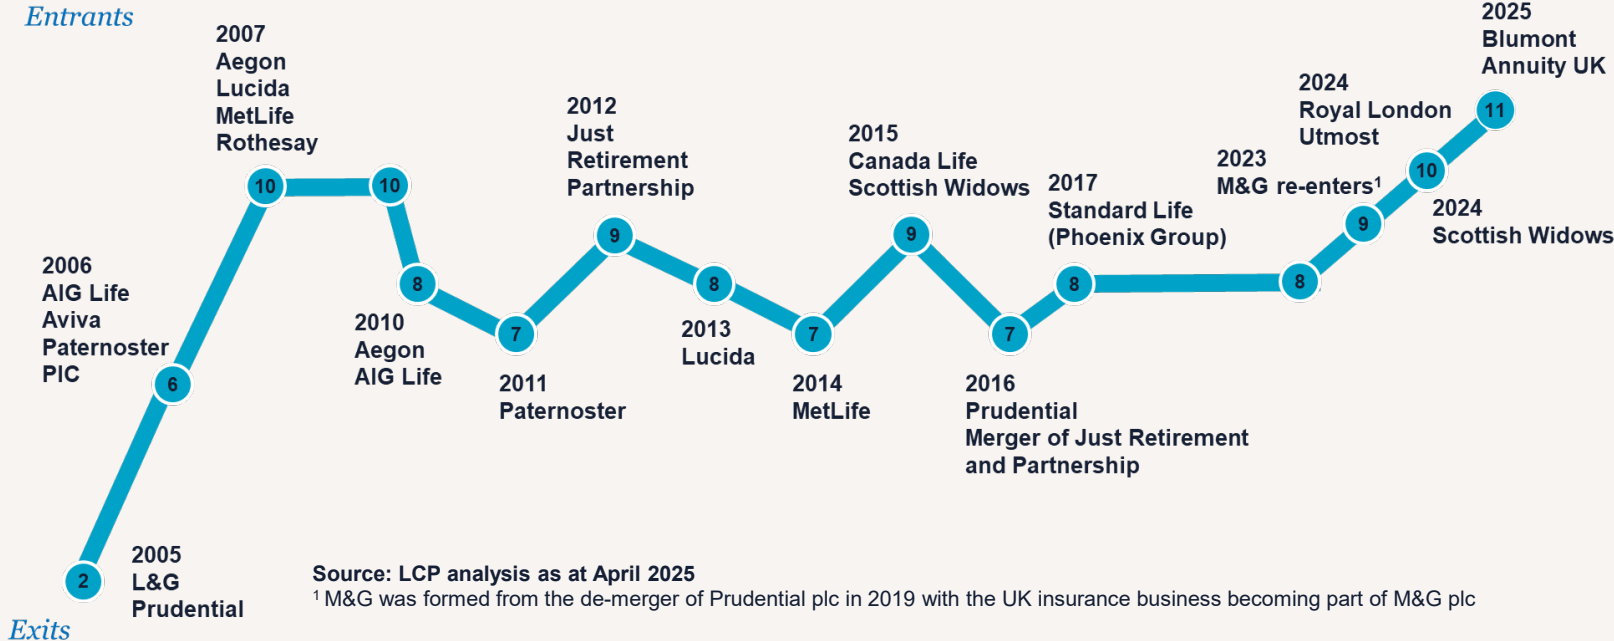 Entrants
2007
Aegon
Lucida
MetLife
Rothesay
2012
Just
Retirement
Partnership
2015
Canada Life
Scottish Widows
2017
Standard Life
(Phoenix Group)
2023
M&G re-enters¹
2024
Royal London
Utmost
2025
Blumont
Annuity UK
2006
AIG Life
Aviva
Paternoster
PIC
2
6
10
10
8
7
9
8
7
9
7
8
8
9
10
11
2005
L&G
Prudential
2010
Aegon
AIG Life
2011
Paternoster
2013
Lucida
2014
MetLife
2016
Prudential
Merger of Just Retirement
and Partnership
2024
Scottish Widows
Source: LCP analysis as at April 2025
¹ M&G was formed from the de-merger of Prudential plc in 2019 with the UK insurance business becoming part of M&G plc
Exits